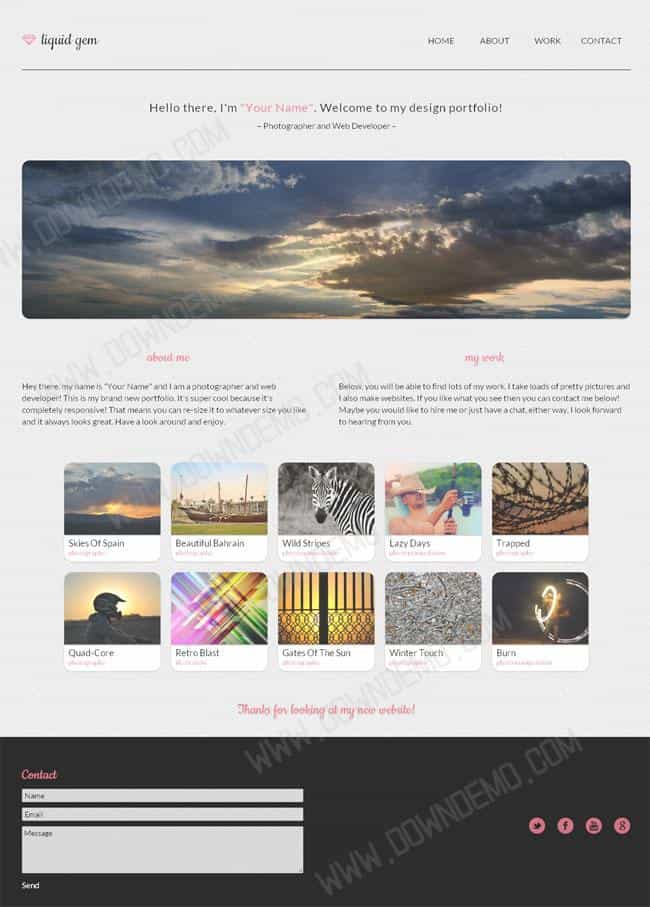 liquid gem
HOME ABOUT WORK CONTACT
Hello there, I'm "Your Name". Welcome to my design portfolio!
~ Photographer and Web Developer ~
about me
Hey there, my name is "Your Name" and I am a photographer and web
developer! This is my brand new portfolio. It's super cool because it's
completely responsive! That means you can re-size it to whatever size you like
and it always looks great. Have a look around and enjoy.
my work
Below, you will be able to find lots of my work. I take loads of pretty pictures and
I also make websites. If you like what you see then you can contact me below!
Maybe you would like to hire me or just have a chat, either way, I look forward
to hearing from you.
Skies Of Spain
photography
Beautiful Bahrain
photography
Wild Stripes
Lazy Days
Trapped
photography
Quad-Core
photography
Retro Blast
illustration
Gates Of The Sun
photography
Winter Touch
photography
Burn
Thanks for looking at my new website!
Contact
Name
Email
Message
Send
WWW.DOWNDEMO.COM
WWW.DOWNDEMO.COM
WWW.DOWNDEMO.COM
WWW.DOWNDEMO.COM